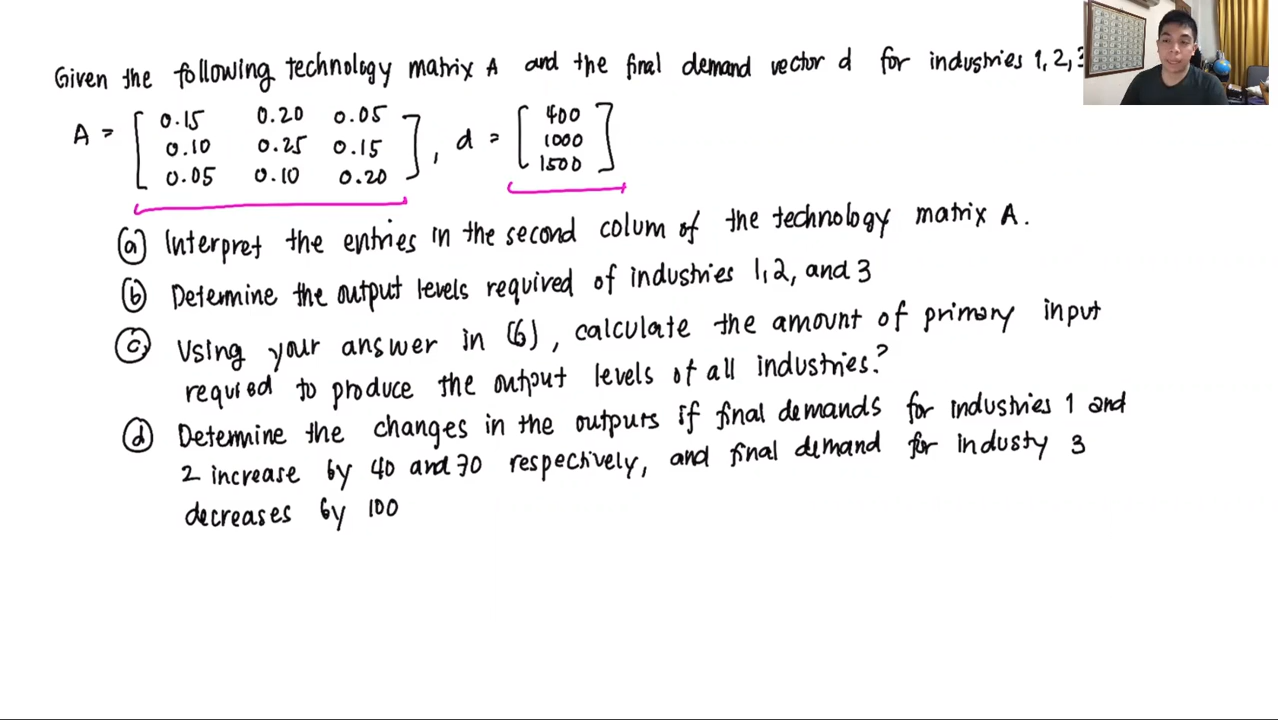 Given the following technology matrix A and the final demand vector d for industries 1, 2, 3
A = [ 0.15 0.20 0.05 ] , d = [ 400 ]
0.10 0.25 0.15 1000
0.05 0.10 0.20 1500
(a) Interpret the entries in the second colum of the technology matrix A.
(b) Determine the output levels required of industries 1, 2, and 3
(c) Using your answer in (b), calculate the amount of primary input
required to produce the output levels of all industries?
(d) Determine the changes in the outputs if final demands for industries 1 and
2 increase by 40 and 70 respectively, and final demand for industy 3
decreases by 100